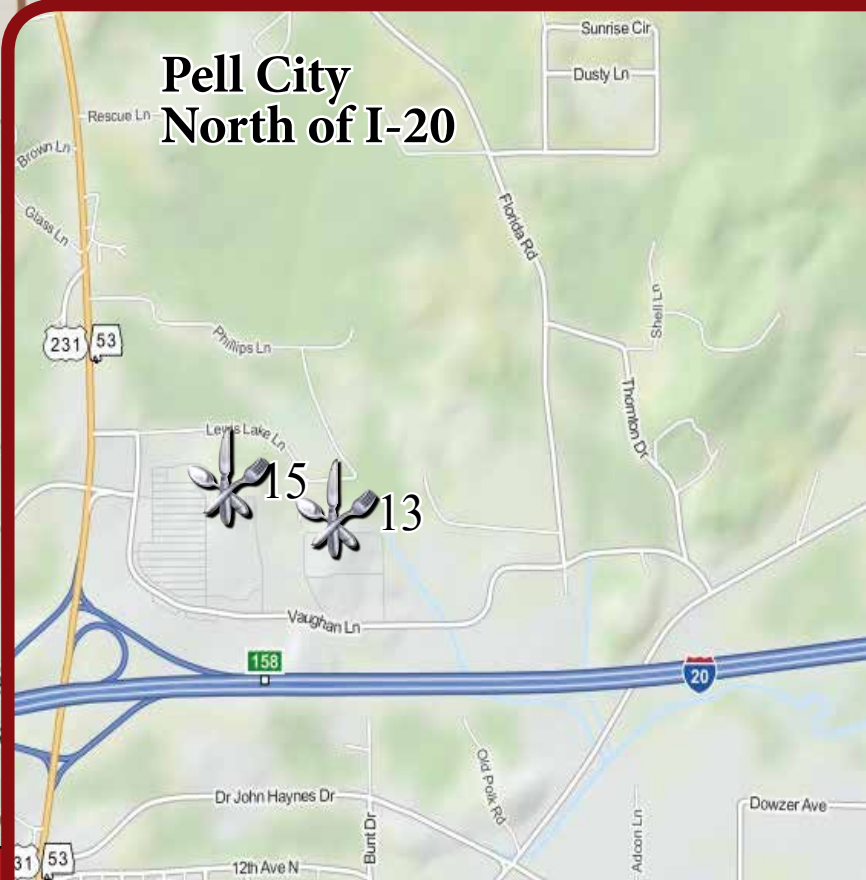 Pell City
North of I-20
Sunrise Cir
Dusty Ln
Rescue Ln
Brown Ln
Glass Ln
Florida Rd
Shell Ln
231
53
Phillips Ln
Thornton Dr
Lewis Lake Ln
15
13
Vaughan Ln
158
20
Old Polk Rd
Dr John Haynes Dr
Bunt Dr
Adcon Ln
Dowzer Ave
31
53
12th Ave N